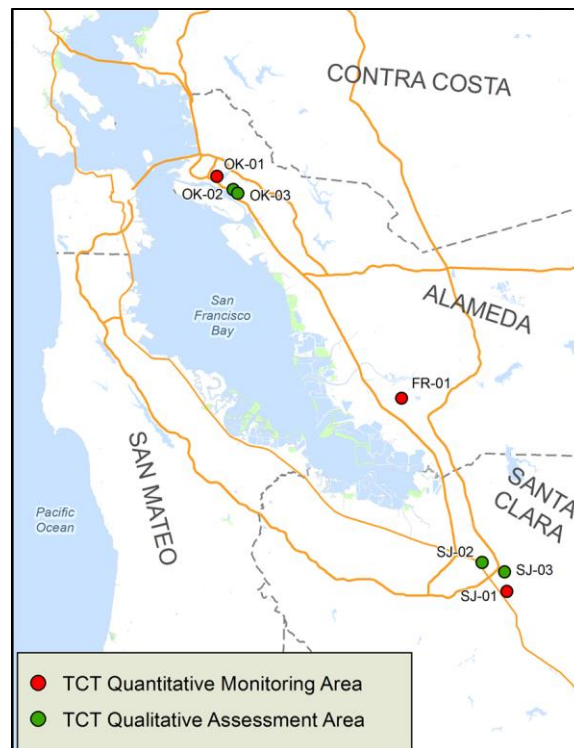 CONTRA COSTA
OK-01
OK-02
OK-03
San
Francisco
Bay
ALAMEDA
FR-01
SAN MATEO
Pacific
Ocean
SANTA
CLARA
SJ-02
SJ-03
SJ-01
TCT Quantitative Monitoring Area
TCT Qualitative Assessment Area